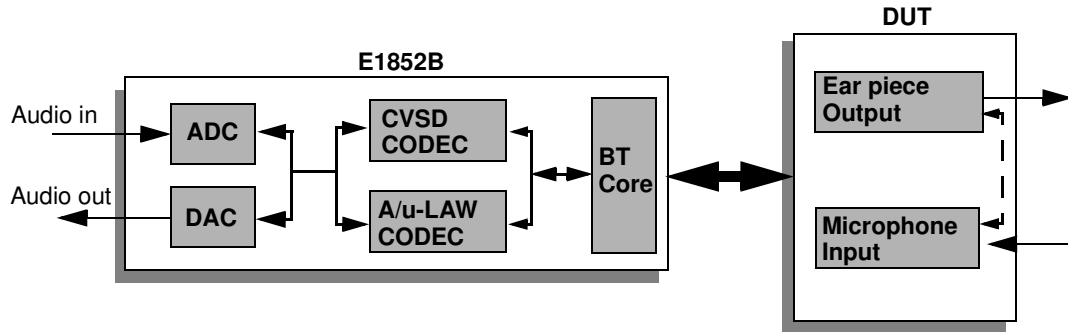 DUT
E1852B
Audio in
ADC
CVSD
CODEC
BT
Core
Ear piece
Output
Audio out
DAC
A/u-LAW
CODEC
Microphone
Input